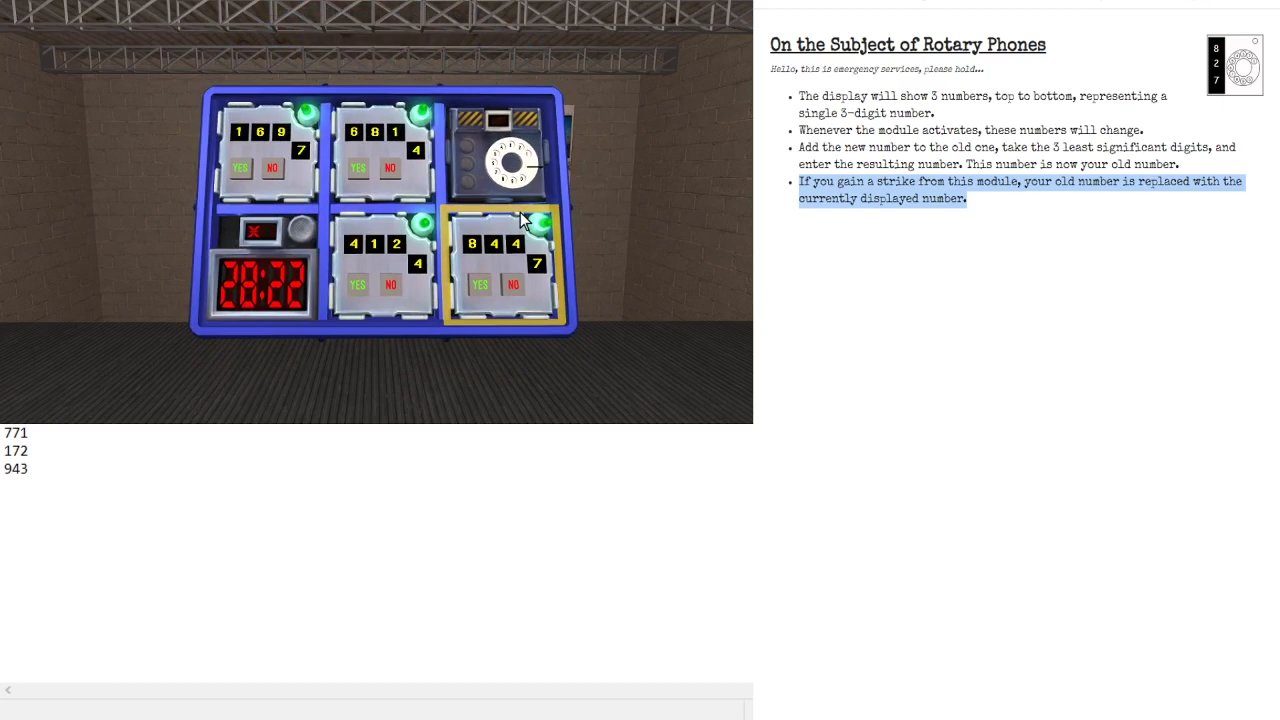 1 6 9
7
YES NO
6 8 1
4
YES NO
X
28:22
4 1 2
4
YES NO
8 4 4
7
YES NO
771
172
943
On the Subject of Rotary Phones
Hello, this is emergency services, please hold...
8
2
7
• The display will show 3 numbers, top to bottom, representing a
single 3-digit number.
• Whenever the module activates, these numbers will change.
• Add the new number to the old one, take the 3 least significant digits, and
enter the resulting number. This number is now your old number.
• If you gain a strike from this module, your old number is replaced with the
currently displayed number.